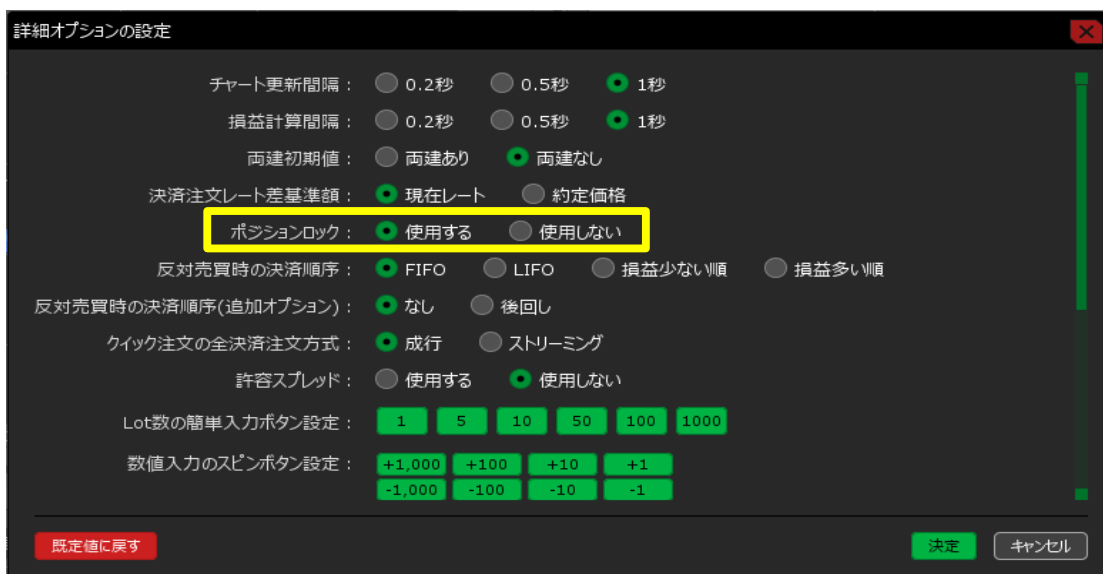 詳細オプションの設定
チャート更新間隔： 0.2秒 0.5秒 1秒
損益計算間隔： 0.2秒 0.5秒 1秒
両建初期値： 両建あり 両建なし
決済注文レート差基準額： 現在レート 約定価格
ポジションロック： 使用する 使用しない
反対売買時の決済順序： FIFO LIFO 損益少ない順 損益多い順
反対売買時の決済順序(追加オプション)： なし 後回し
クイック注文の全決済注文方式： 成行 ストリーミング
許容スプレッド： 使用する 使用しない
Lot数の簡単入力ボタン設定： 1 5 10 50 100 1000
数値入力のスピンボタン設定： +1,000 +100 +10 +1
-1,000 -100 -10 -1
既定値に戻す 決定 キャンセル